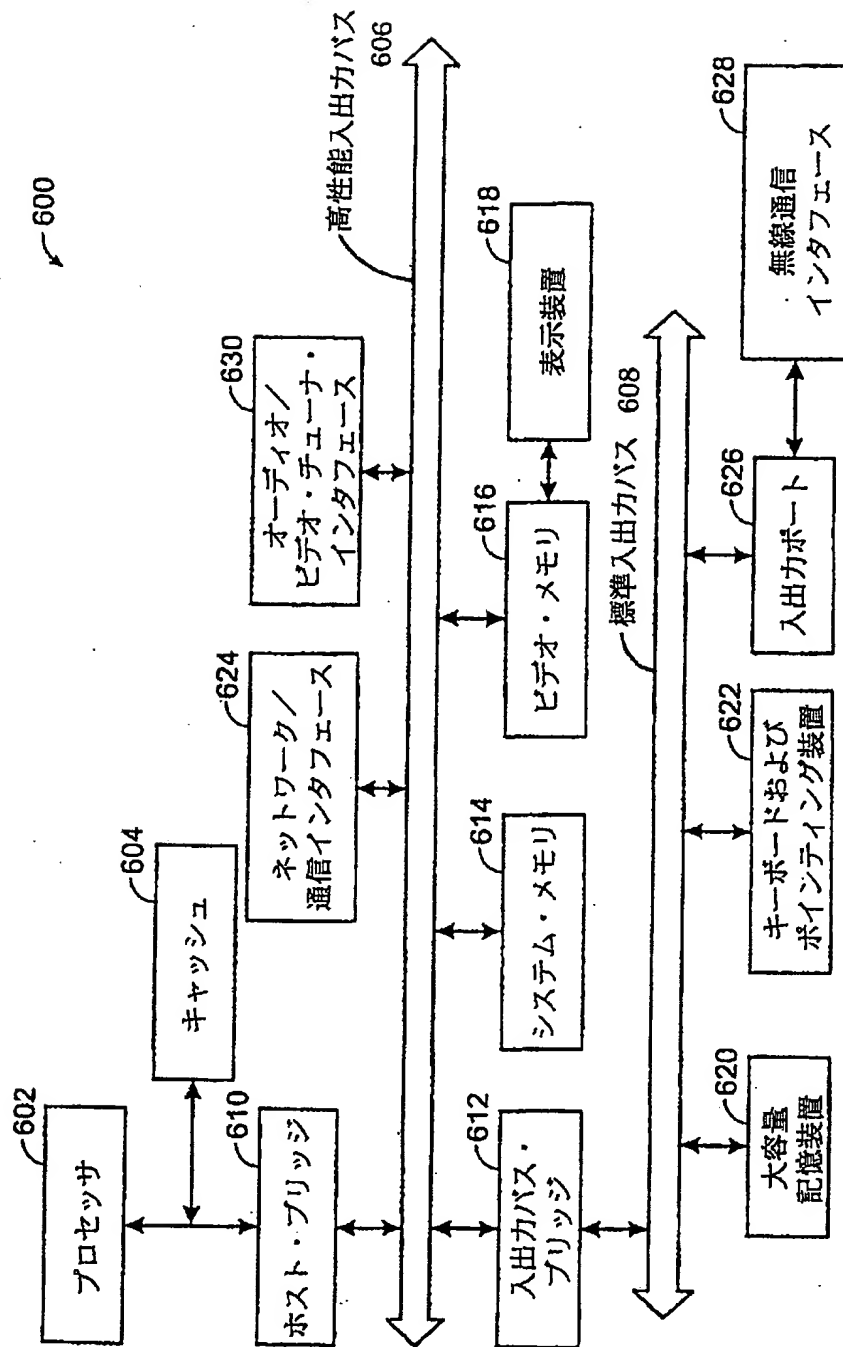 600
602
プロセッサ
604
キャッシュ
610
ホスト・ブリッジ
624
ネットワーク/
通信インタフェース
630
オーディオ/
ビデオ・チューナ・
インタフェース
高性能入出力バス
606
612
入出力バス・
ブリッジ
614
システム・メモリ
616
ビデオ・メモリ
618
表示装置
標準入出力バス 608
620
大容量
記憶装置
622
キーボードおよび
ポインティング装置
626
入出力ポート
628
無線通信
インタフェース